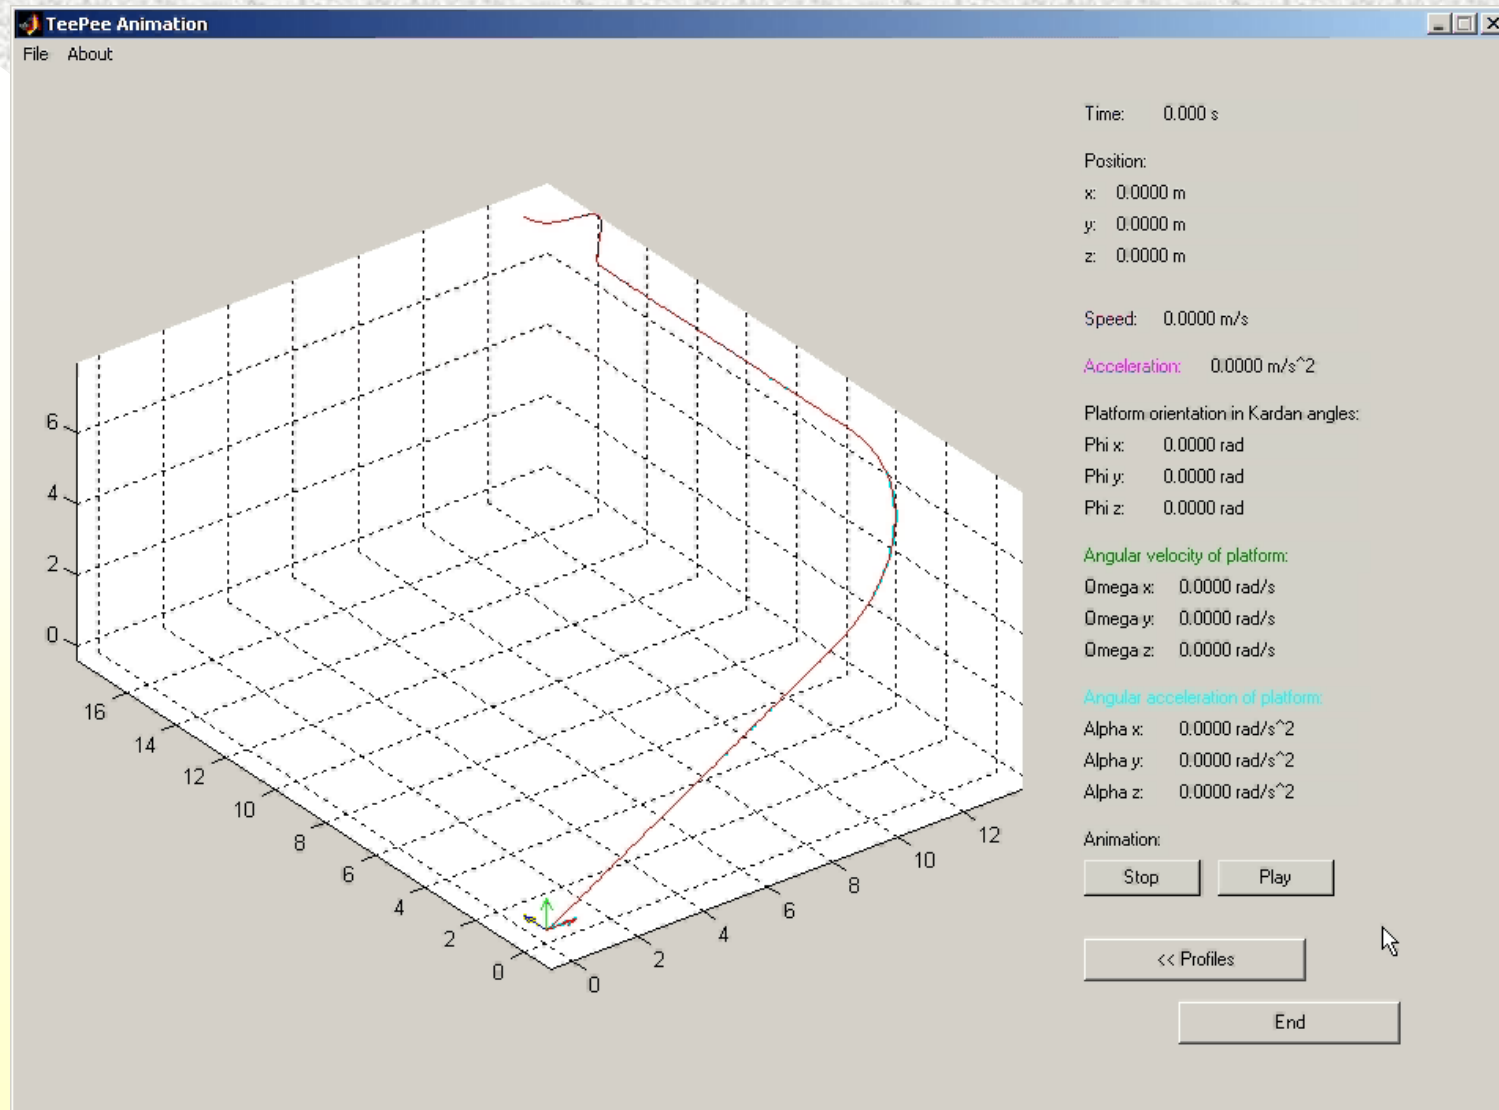 TeePee Animation
File About
Time: 0.000 s
Position:
x: 0.0000 m
y: 0.0000 m
z: 0.0000 m
Speed: 0.0000 m/s
Acceleration: 0.0000 m/s^2
Platform orientation in Kardan angles:
Phi x: 0.0000 rad
Phi y: 0.0000 rad
Phi z: 0.0000 rad
Angular velocity of platform:
Omega x: 0.0000 rad/s
Omega y: 0.0000 rad/s
Omega z: 0.0000 rad/s
Angular acceleration of platform:
Alpha x: 0.0000 rad/s^2
Alpha y: 0.0000 rad/s^2
Alpha z: 0.0000 rad/s^2
Animation:
Stop Play
<< Profiles
End
6
4
2
0
16
14
12
10
8
6
4
2
0
0
2
4
6
8
10
12